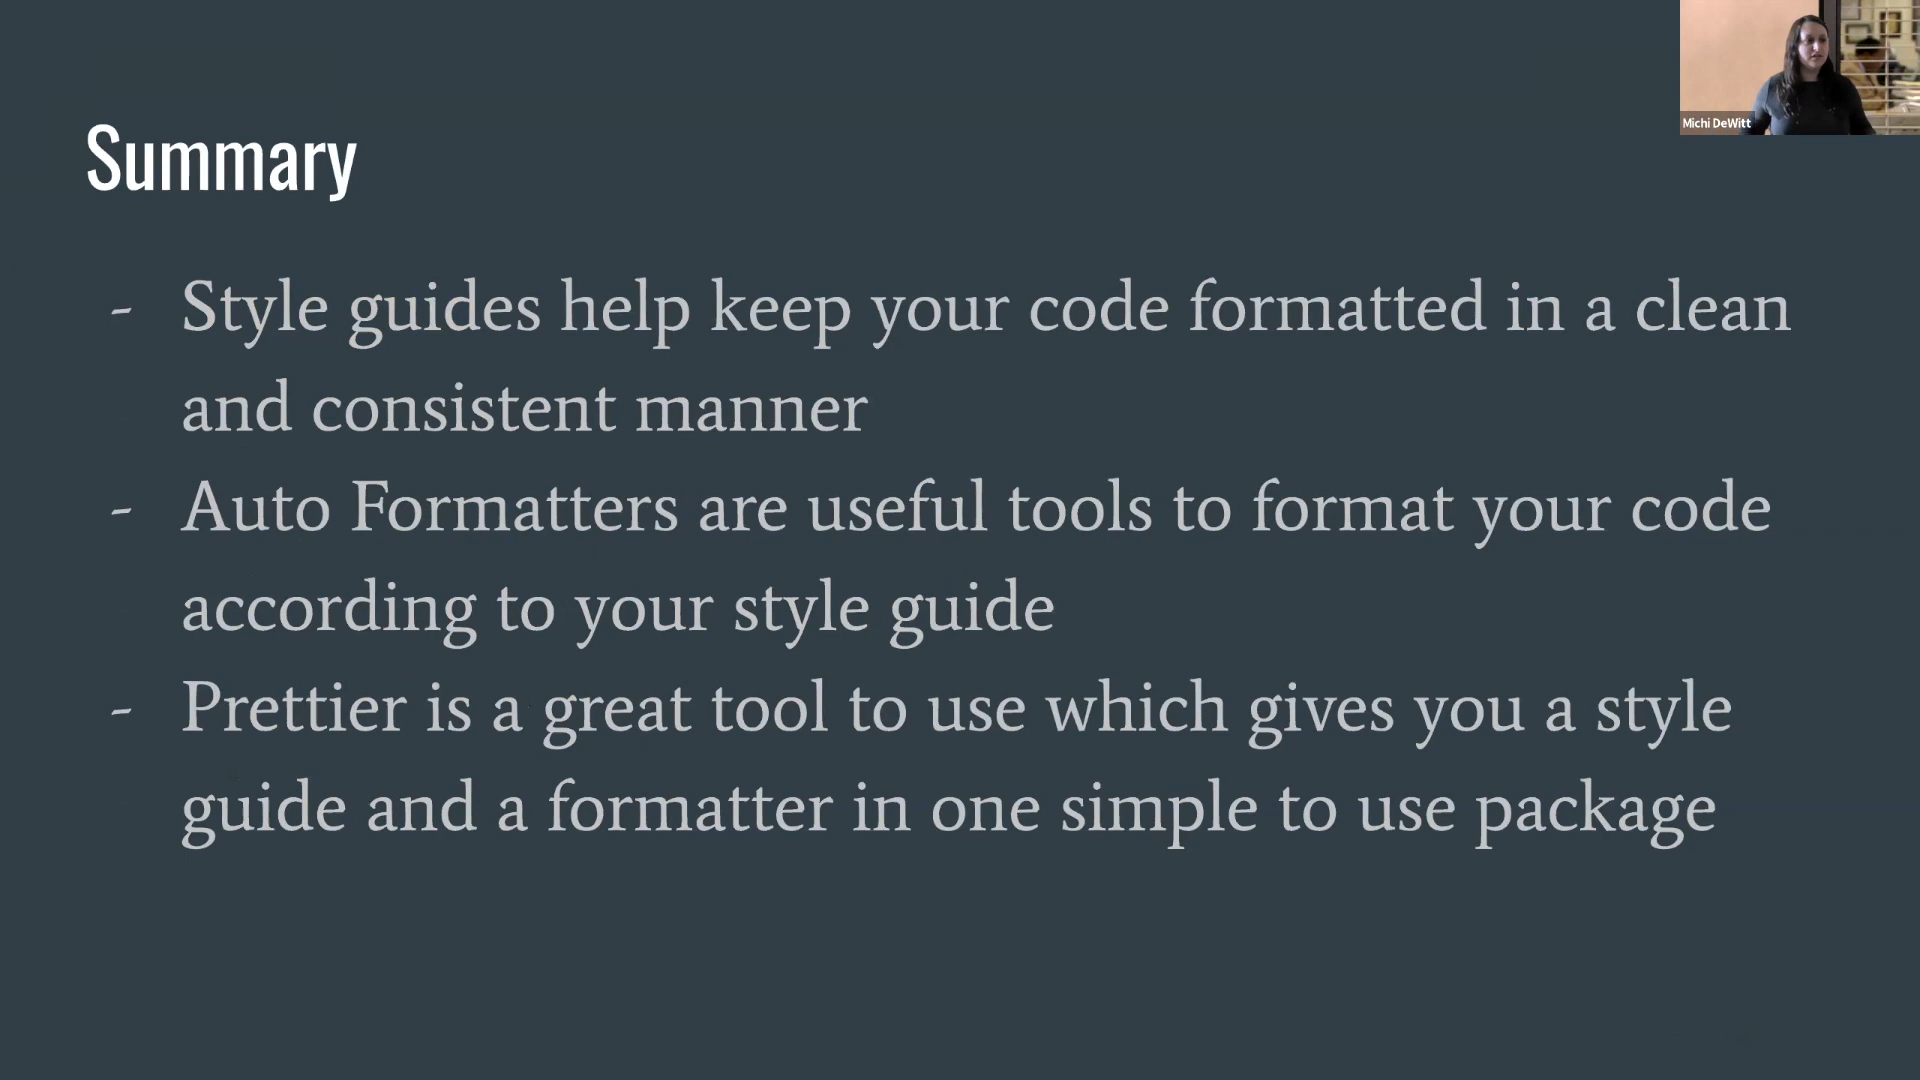 Michi DeWitt
Summary
- Style guides help keep your code formatted in a clean
and consistent manner
- Auto Formatters are useful tools to format your code
according to your style guide
- Prettier is a great tool to use which gives you a style
guide and a formatter in one simple to use package